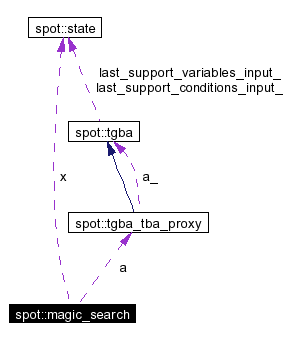 spot::state
last_support_variables_input_
last_support_conditions_input_
spot::tgba
x
a_
spot::tgba_tba_proxy
a
spot::magic_search